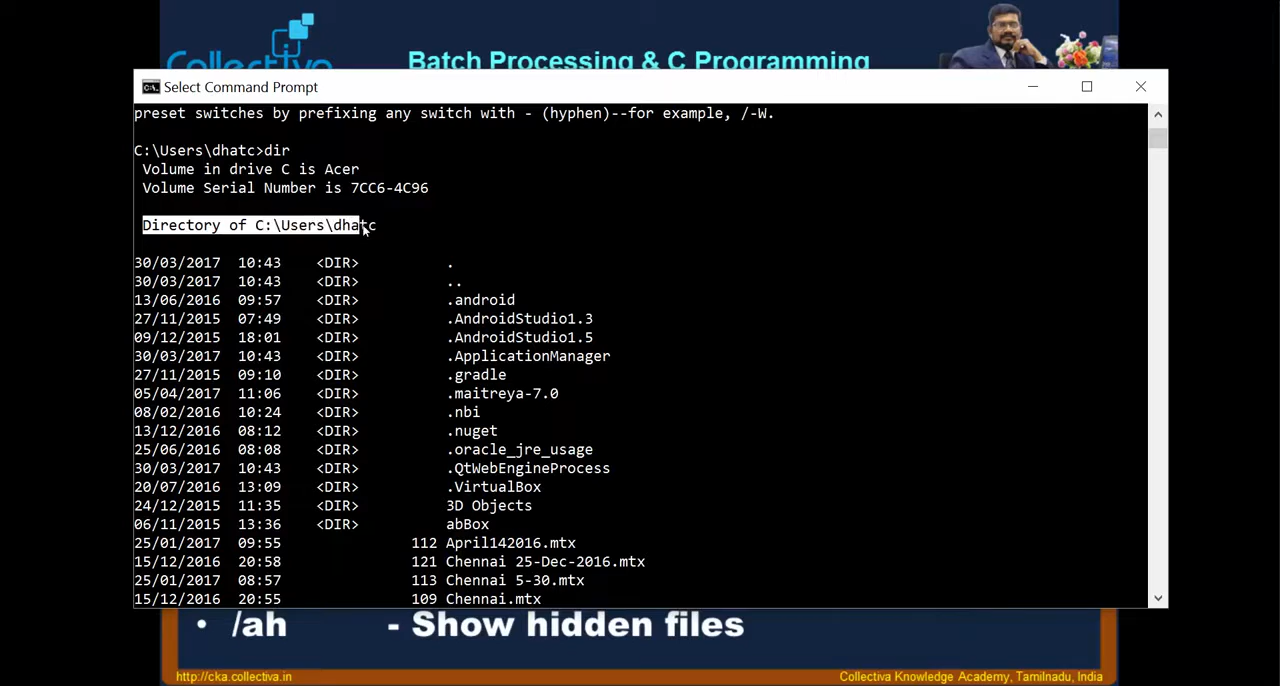 Collectiva
Batch Processing & C Programming
Select Command Prompt
preset switches by prefixing any switch with - (hyphen)--for example, /-W.
C:\Users\dhatc>dir
Volume in drive C is Acer
Volume Serial Number is 7CC6-4C96
Directory of C:\Users\dhatc
30/03/2017 10:43 <DIR> .
30/03/2017 10:43 <DIR> ..
13/06/2016 09:57 <DIR> .android
27/11/2015 07:49 <DIR> .AndroidStudio1.3
09/12/2015 18:01 <DIR> .AndroidStudio1.5
30/03/2017 10:43 <DIR> .ApplicationManager
27/11/2015 09:10 <DIR> .gradle
05/04/2017 11:06 <DIR> .maitreya-7.0
08/02/2016 10:24 <DIR> .nbi
13/12/2016 08:12 <DIR> .nuget
25/06/2016 08:08 <DIR> .oracle_jre_usage
30/03/2017 10:43 <DIR> .QtWebEngineProcess
20/07/2016 13:09 <DIR> .VirtualBox
24/12/2015 11:35 <DIR> 3D Objects
06/11/2015 13:36 <DIR> abBox
25/01/2017 09:55 112 April142016.mtx
15/12/2016 20:58 121 Chennai 25-Dec-2016.mtx
25/01/2017 08:57 113 Chennai 5-30.mtx
15/12/2016 20:55 109 Chennai.mtx
• /ah - Show hidden files
http://cka.collectiva.in
Collectiva Knowledge Academy, Tamilnadu, India